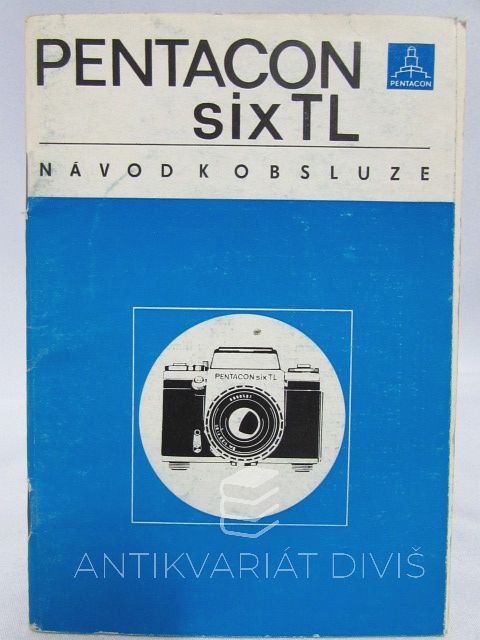 PENTACON
PENTACON
sixTL
NÁVOD K OBSLUZE
PENTACON sixTL
ANTIKVARIÁT DIVIŠ